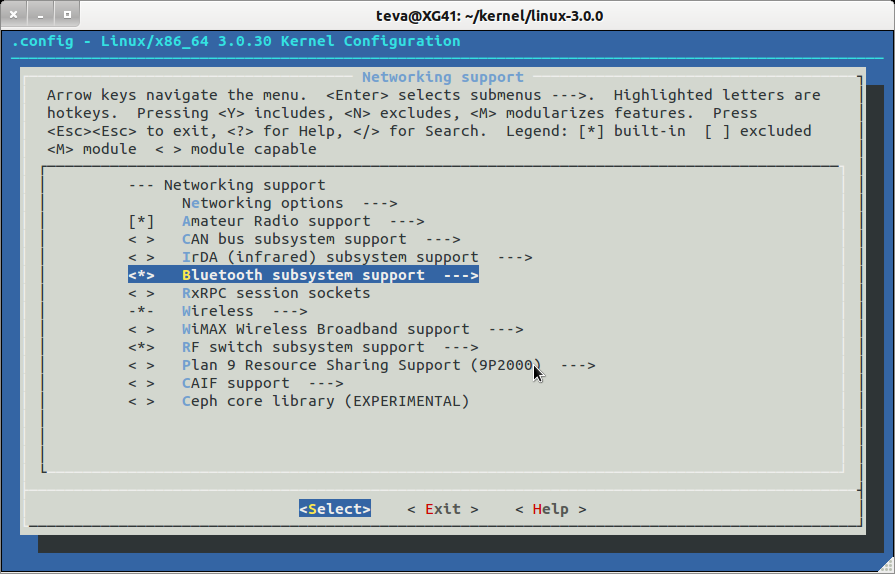 teva@XG41: ~/kernel/linux-3.0.0
.config - Linux/x86_64 3.0.30 Kernel Configuration
Networking support
Arrow keys navigate the menu.  <Enter> selects submenus --->.  Highlighted letters are
hotkeys.  Pressing <Y> includes, <N> excludes, <M> modularizes features.  Press
<Esc><Esc> to exit, <?> for Help, </> for Search.  Legend: [*] built-in  [ ] excluded
<M> module  < > module capable
--- Networking support
Networking options  --->
[*]   Amateur Radio support  --->
< >   CAN bus subsystem support  --->
< >   IrDA (infrared) subsystem support  --->
<*>   Bluetooth subsystem support  --->
< >   RxRPC session sockets
-*-   Wireless  --->
< >   WiMAX Wireless Broadband support  --->
<*>   RF switch subsystem support  --->
< >   Plan 9 Resource Sharing Support (9P2000)  --->
< >   CAIF support  --->
< >   Ceph core library (EXPERIMENTAL)
<Select>    < Exit >    < Help >